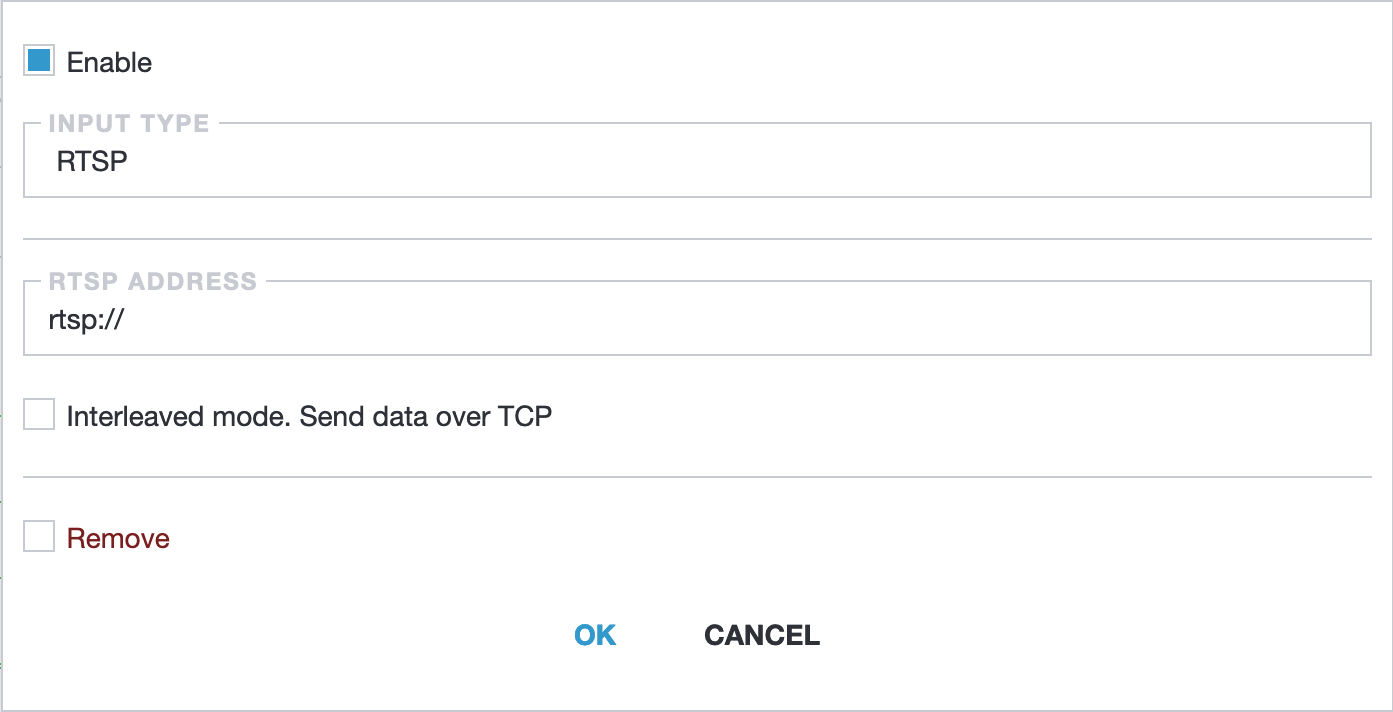 Enable
INPUT TYPE
RTSP
RTSP ADDRESS
rtsp://
Interleaved mode. Send data over TCP
Remove
OK CANCEL